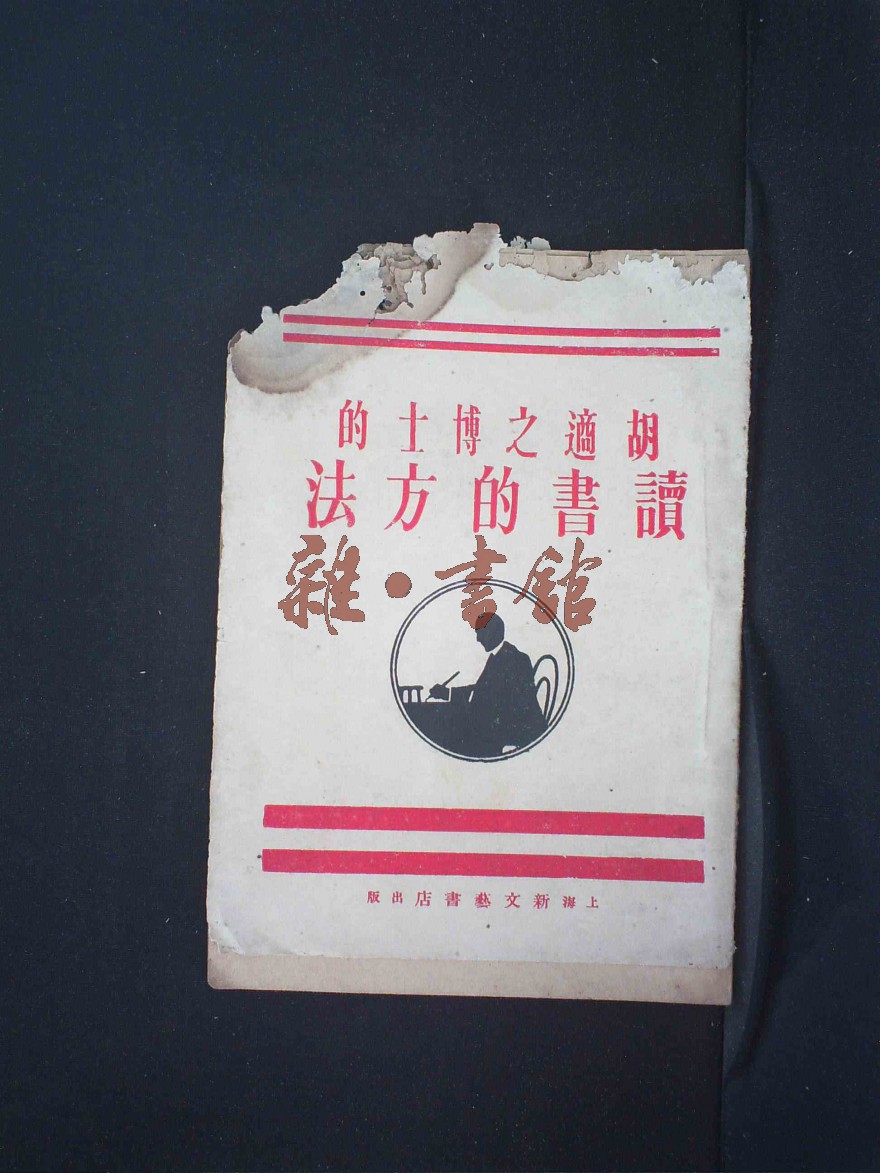 胡適之博士的
讀書的方法
雜·書館
上海新文藝書店出版